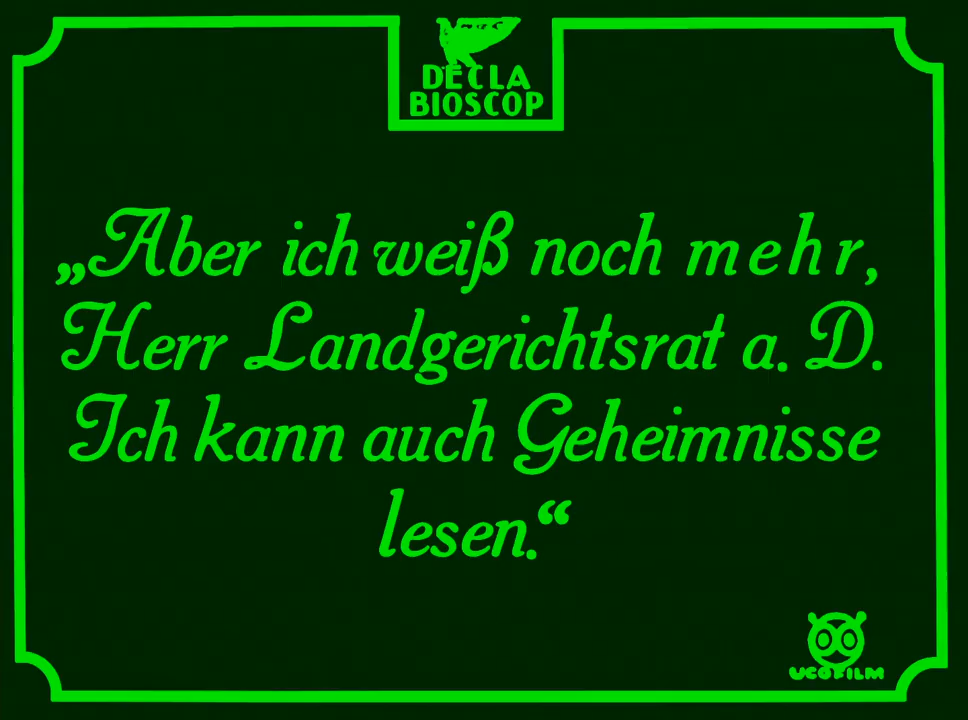 DECLA
BIOSCOP
„Aber ich weiß noch mehr,
Herr Landgerichtsrat a. D.
Ich kann auch Geheimnisse
lesen.“
UCOFILM